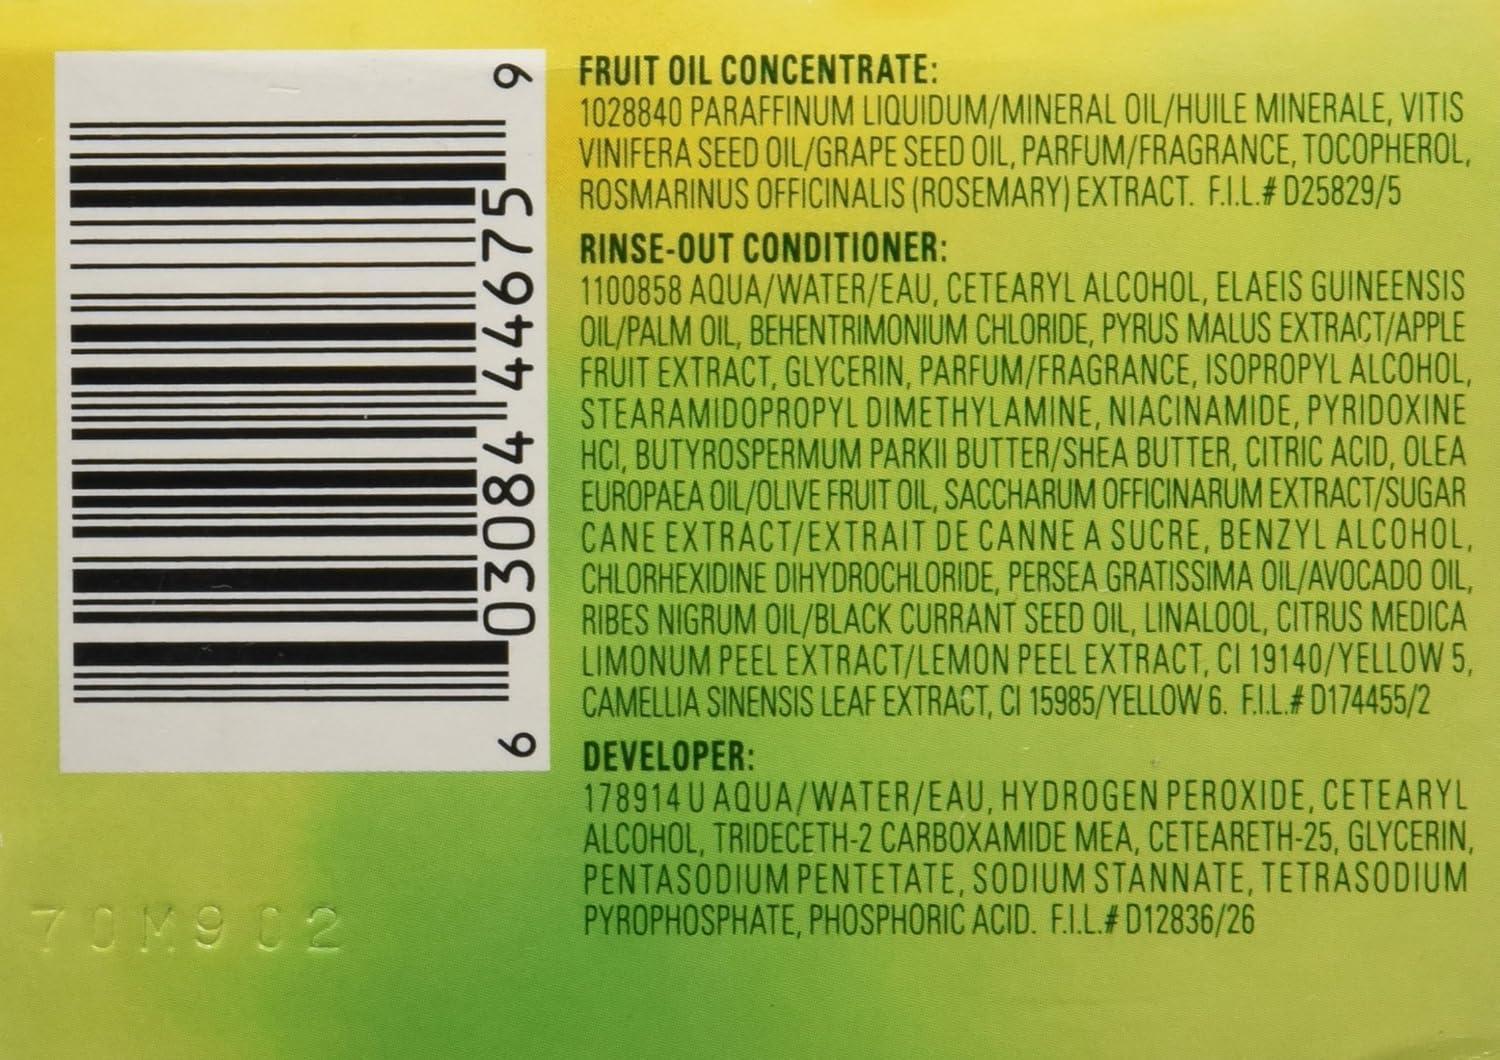 6 03084 44675 9
FRUIT OIL CONCENTRATE:
1028840 PARAFFINUM LIQUIDUM/MINERAL OIL/HUILE MINERALE, VITIS
VINIFERA SEED OIL/GRAPE SEED OIL, PARFUM/FRAGRANCE, TOCOPHEROL,
ROSMARINUS OFFICINALIS (ROSEMARY) EXTRACT. F.I.L.# D25829/5
RINSE-OUT CONDITIONER:
1100858 AQUA/WATER/EAU, CETEARYL ALCOHOL, ELAEIS GUINEENSIS
OIL/PALM OIL, BEHENTRIMONIUM CHLORIDE, PYRUS MALUS EXTRACT/APPLE
FRUIT EXTRACT, GLYCERIN, PARFUM/FRAGRANCE, ISOPROPYL ALCOHOL,
STEARAMIDOPROPYL DIMETHYLAMINE, NIACINAMIDE, PYRIDOXINE
HCI, BUTYROSPERMUM PARKII BUTTER/SHEA BUTTER, CITRIC ACID, OLEA
EUROPAEA OIL/OLIVE FRUIT OIL, SACCHARUM OFFICINARUM EXTRACT/SUGAR
CANE EXTRACT/EXTRAIT DE CANNE A SUCRE, BENZYL ALCOHOL,
CHLORHEXIDINE DIHYDROCHLORIDE, PERSEA GRATISSIMA OIL/AVOCADO OIL,
RIBES NIGRUM OIL/BLACK CURRANT SEED OIL, LINALOOL, CITRUS MEDICA
LIMONUM PEEL EXTRACT/LEMON PEEL EXTRACT, CI 19140/YELLOW 5,
CAMELLIA SINENSIS LEAF EXTRACT, CI 15985/YELLOW 6. F.I.L.# D174455/2
DEVELOPER:
178914 U AQUA/WATER/EAU, HYDROGEN PEROXIDE, CETEARYL
ALCOHOL, TRIDECETH-2 CARBOXAMIDE MEA, CETEARETH-25, GLYCERIN,
PENTASODIUM PENTETATE, SODIUM STANNATE, TETRASODIUM
PYROPHOSPHATE, PHOSPHORIC ACID. F.I.L.# D12836/26
70M902